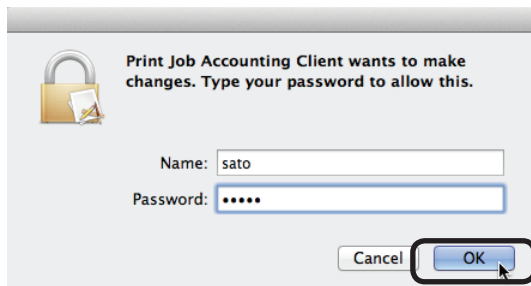 Print Job Accounting Client wants to make
changes. Type your password to allow this.
Name: sato
Password: •••••
Cancel OK